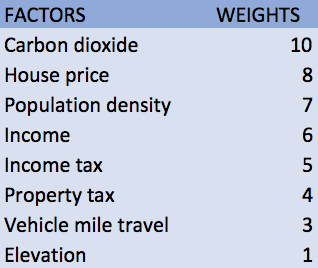 FACTORS WEIGHTS
Carbon dioxide 10
House price 8
Population density 7
Income 6
Income tax 5
Property tax 4
Vehicle mile travel 3
Elevation 1